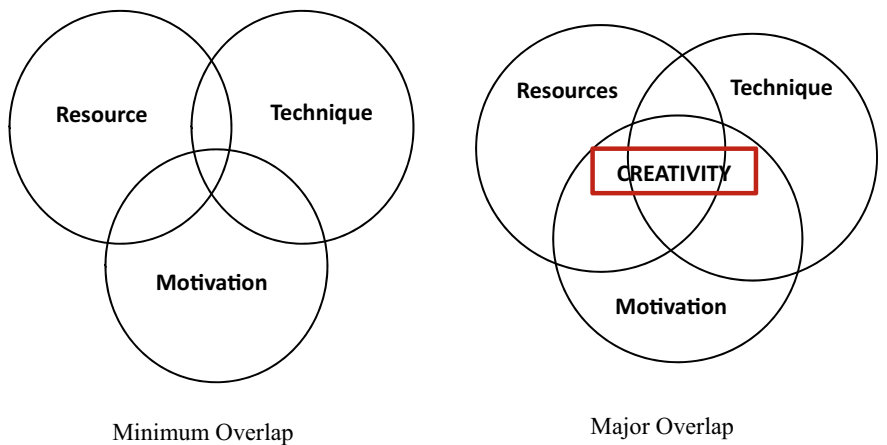 Resource
Technique
Motivation
Minimum Overlap
Resources
Technique
CREATIVITY
Motivation
Major Overlap